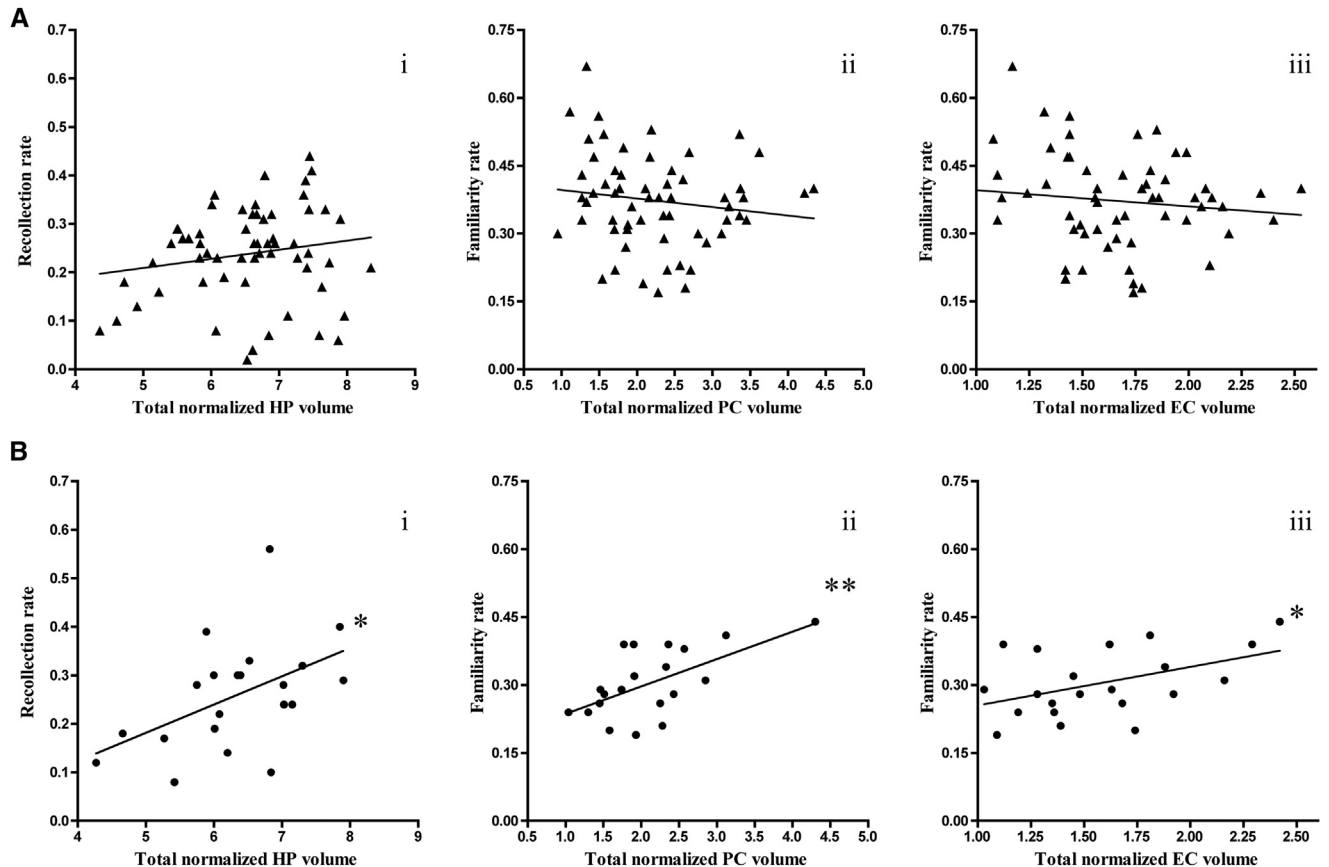 A
0.7
0.6
0.5
0.4
0.3
0.2
0.1
0.0
Recollection rate
i
4 5 6 7 8 9
Total normalized HP volume
0.75
0.60
0.45
0.30
0.15
0.00
Familiarity rate
ii
0.5 1.0 1.5 2.0 2.5 3.0 3.5 4.0 4.5 5.0
Total normalized PC volume
0.75
0.60
0.45
0.30
0.15
0.00
Familiarity rate
iii
1.00 1.25 1.50 1.75 2.00 2.25 2.50
Total normalized EC volume
B
0.7
0.6
0.5
0.4
0.3
0.2
0.1
0.0
Recollection rate
i
*
4 5 6 7 8 9
Total normalized HP volume
0.75
0.60
0.45
0.30
0.15
0.00
Familiarity rate
ii
**
0.5 1.0 1.5 2.0 2.5 3.0 3.5 4.0 4.5 5.0
Total normalized PC volume
0.75
0.60
0.45
0.30
0.15
0.00
Familiarity rate
iii
*
1.00 1.25 1.50 1.75 2.00 2.25 2.50
Total normalized EC volume